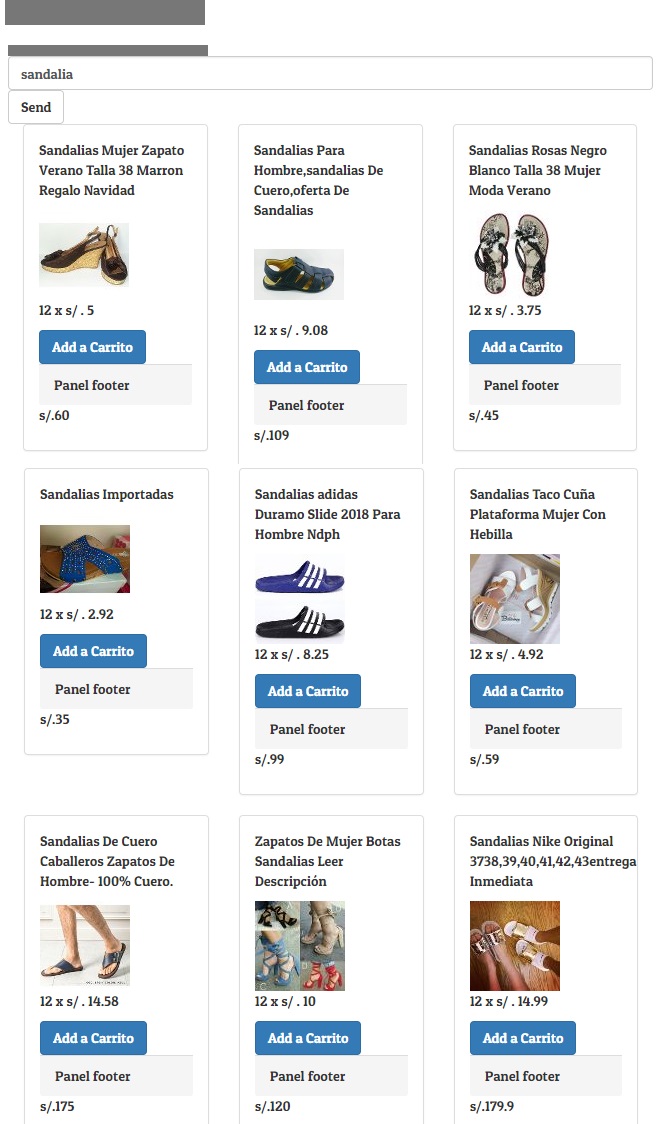 sandalia
Send
Sandalias Mujer Zapato
Verano Talla 38 Marron
Regalo Navidad
12 x s/ . 5
Add a Carrito
Panel footer
s/.60
Sandalias Para
Hombre,sandalias De
Cuero,oferta De
Sandalias
12 x s/ . 9.08
Add a Carrito
Panel footer
s/.109
Sandalias Rosas Negro
Blanco Talla 38 Mujer
Moda Verano
12 x s/ . 3.75
Add a Carrito
Panel footer
s/.45
Sandalias Importadas
12 x s/ . 2.92
Add a Carrito
Panel footer
s/.35
Sandalias adidas
Duramo Slide 2018 Para
Hombre Ndph
12 x s/ . 8.25
Add a Carrito
Panel footer
s/.99
Sandalias Taco Cuña
Plataforma Mujer Con
Hebilla
12 x s/ . 4.92
Add a Carrito
Panel footer
s/.59
Sandalias De Cuero
Caballeros Zapatos De
Hombre- 100% Cuero.
12 x s/ . 14.58
Add a Carrito
Panel footer
s/.175
Zapatos De Mujer Botas
Sandalias Leer
Descripción
12 x s/ . 10
Add a Carrito
Panel footer
s/.120
Sandalias Nike Original
3738,39,40,41,42,43entrega
Inmediata
12 x s/ . 14.99
Add a Carrito
Panel footer
s/.179.9